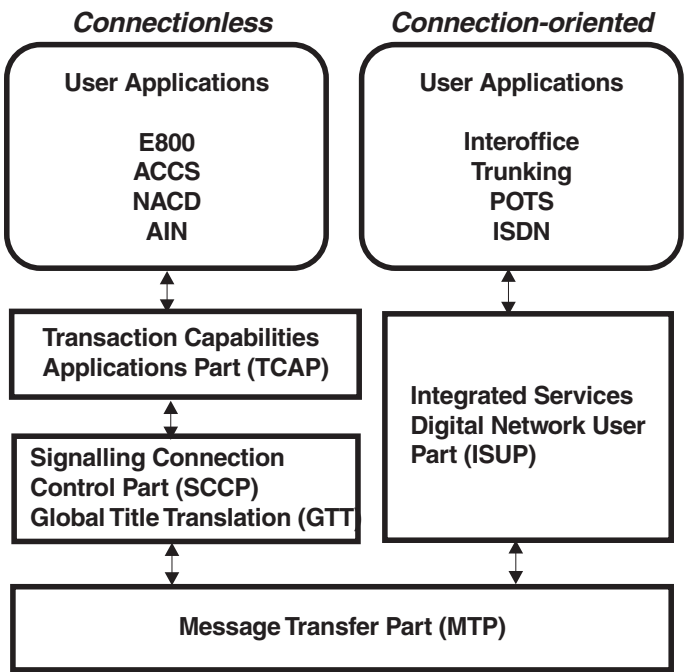 Connectionless
User Applications
E800
ACCS
NACD
AIN
Transaction Capabilities
Applications Part (TCAP)
Signalling Connection
Control Part (SCCP)
Global Title Translation (GTT)
Connection-oriented
User Applications
Interoffice
Trunking
POTS
ISDN
Integrated Services
Digital Network User
Part (ISUP)
Message Transfer Part (MTP)